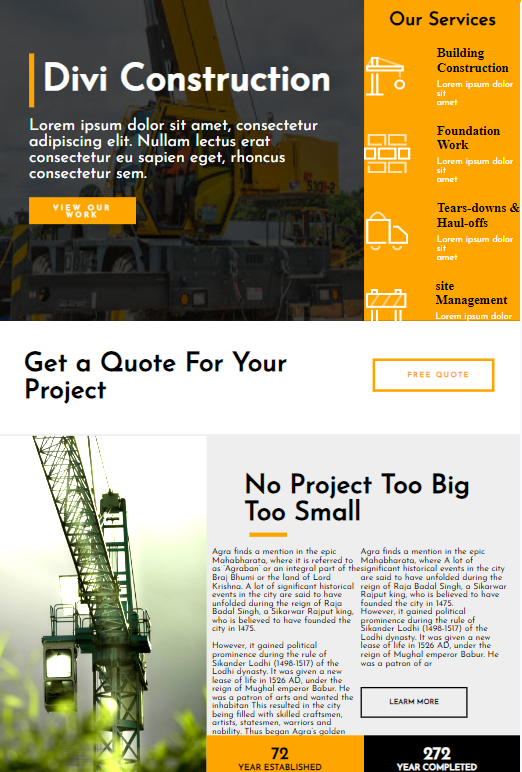 Divi Construction
Lorem ipsum dolor sit amet, consectetur
adipiscing elit. Nullam lectus erat
consectetur eu sapien eget, rhoncus
consectetur sem.
VIEW OUR
WORK
Our Services
Building
Construction
Lorem ipsum dolor
sit
amet
Foundation
Work
Lorem ipsum dolor
sit
amet
Tears-downs &
Haul-offs
Lorem ipsum dolor
sit
amet
site
Management
Lorem ipsum dolor
Get a Quote For Your
Project
FREE QUOTE
No Project Too Big
Too Small
Agra finds a mention in the epic
Mahabharata, where it is referred to
as 'Agraban' or an integral part of the
Braj Bhumi or the land of Lord
Krishna. A lot of significant historical
events in the city are said to have
unfolded during the reign of Raja
Badal Singh, a Sikarwar Rajput king,
who is believed to have founded the
city in 1475.
However, it gained political
prominence during the rule of
Sikander Lodhi (1498-1517) of the
Lodhi dynasty. It was given a new
lease of life in 1526 AD, under the
reign of Mughal emperor Babur. He
was a patron of arts and wanted the
inhabitan This resulted in the city
being filled with skilled craftsmen,
artists, statesmen, warriors and
nobility. Thus began Agra's golden
Agra finds a mention in the epic
Mahabharata, where A lot of
significant historical events in the city
are said to have unfolded during the
reign of Raja Badal Singh, a Sikarwar
Rajput king, who is believed to have
founded the city in 1475.
However, it gained political
prominence during the rule of
Sikander Lodhi (1498-1517) of the
Lodhi dynasty. It was given a new
lease of life in 1526 AD, under the
reign of Mughal emperor Babur. He
was a patron of ar
LEARM MORE
72
YEAR ESTABLISHED
272
YEAR COMPLETED